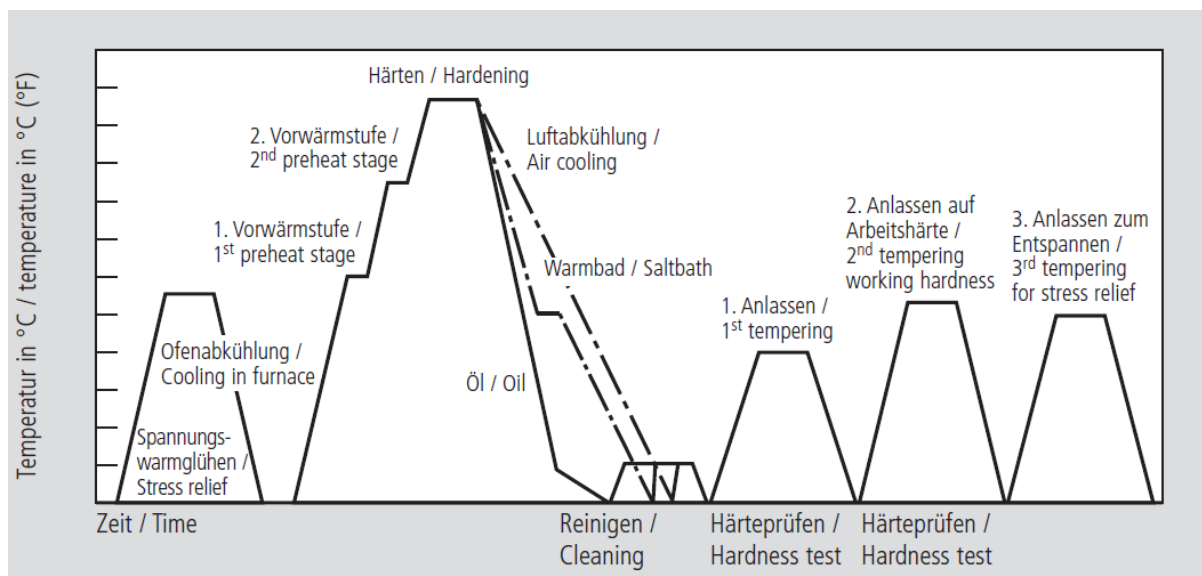 Temperatur in °C / temperature in °C (°F)
Härten / Hardening
2. Vorwärmstufe /
2nd preheat stage
Luftabkühlung /
Air cooling
1. Vorwärmstufe /
1st preheat stage
2. Anlassen auf
Arbeitshärte /
2nd tempering
working hardness
3. Anlassen zum
Entspannen /
3rd tempering
for stress relief
Warmbad / Saltbath
1. Anlassen /
1st tempering
Ofenabkühlung /
Cooling in furnace
Öl / Oil
Spannungs-
warmglühen /
Stress relief
Zeit / Time
Reinigen /
Cleaning
Härteprüfen /
Hardness test
Härteprüfen /
Hardness test